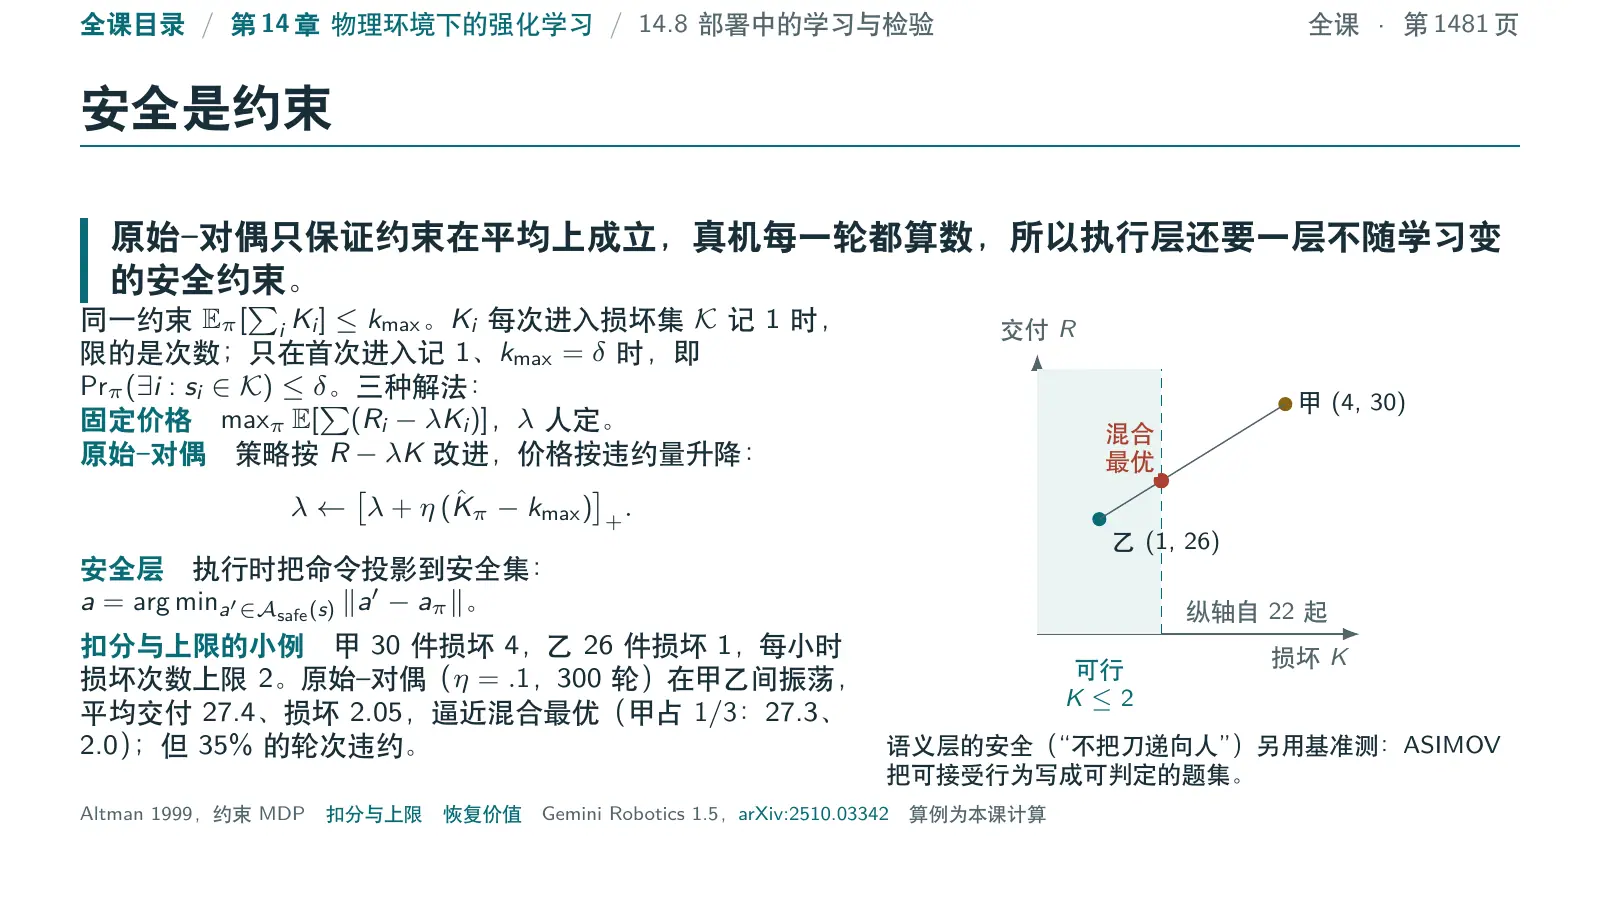 全课目录 / 第 14 章 物理环境下的强化学习 / 14.8 部署中的学习与检验
全课 · 第 1481 页
安全是约束
原始–对偶只保证约束在平均上成立，真机每一轮都算数，所以执行层还要一层不随学习变
的安全约束。
同一约束 𝔼_π[∑_i K_i] ≤ k_max。K_i 每次进入损坏集 𝒦 记 1 时，
限的是次数；只在首次进入记 1、k_max = δ 时，即
Pr_π(∃i : s_i ∈ 𝒦) ≤ δ。三种解法：
固定价格 max_π 𝔼[∑(R_i − λK_i)]，λ 人定。
原始–对偶 策略按 R − λK 改进，价格按违约量升降：
λ ← [λ + η (K̂_π − k_max)]_+.
安全层 执行时把命令投影到安全集：
a = arg min_{a′∈𝒜_safe(s)} ‖a′ − a_π‖。
扣分与上限的小例 甲 30 件损坏 4，乙 26 件损坏 1，每小时
损坏次数上限 2。原始–对偶（η = .1，300 轮）在甲乙间振荡，
平均交付 27.4、损坏 2.05，逼近混合最优（甲占 1/3：27.3、
2.0）；但 35% 的轮次违约。
交付 R
甲 (4, 30)
混合
最优
乙 (1, 26)
纵轴自 22 起
损坏 K
可行
K ≤ 2
语义层的安全（“不把刀递向人”）另用基准测：ASIMOV
把可接受行为写成可判定的题集。
Altman 1999，约束 MDP 扣分与上限 恢复价值 Gemini Robotics 1.5，arXiv:2510.03342 算例为本课计算